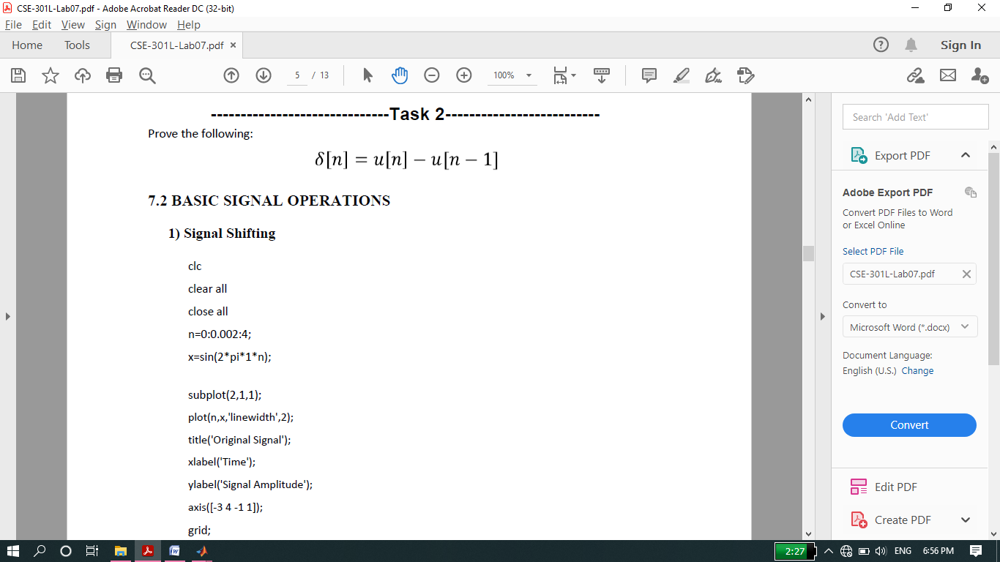 CSE-301L-Lab07.pdf - Adobe Acrobat Reader DC (32-bit)
File Edit View Sign Window Help
Home Tools CSE-301L-Lab07.pdf × Sign In
5 / 13 100%
------------------------------Task 2--------------------------
Prove the following:
δ[n] = u[n] − u[n − 1]
7.2 BASIC SIGNAL OPERATIONS
1) Signal Shifting
clc
clear all
close all
n=0:0.002:4;
x=sin(2*pi*1*n);
subplot(2,1,1);
plot(n,x,'linewidth',2);
title('Original Signal');
xlabel('Time');
ylabel('Signal Amplitude');
axis([-3 4 -1 1]);
grid;
Search 'Add Text'
Export PDF
Adobe Export PDF
Convert PDF Files to Word
or Excel Online
Select PDF File
CSE-301L-Lab07.pdf
Convert to
Microsoft Word (*.docx)
Document Language:
English (U.S.) Change
Convert
Edit PDF
Create PDF
2:27 ENG 6:56 PM